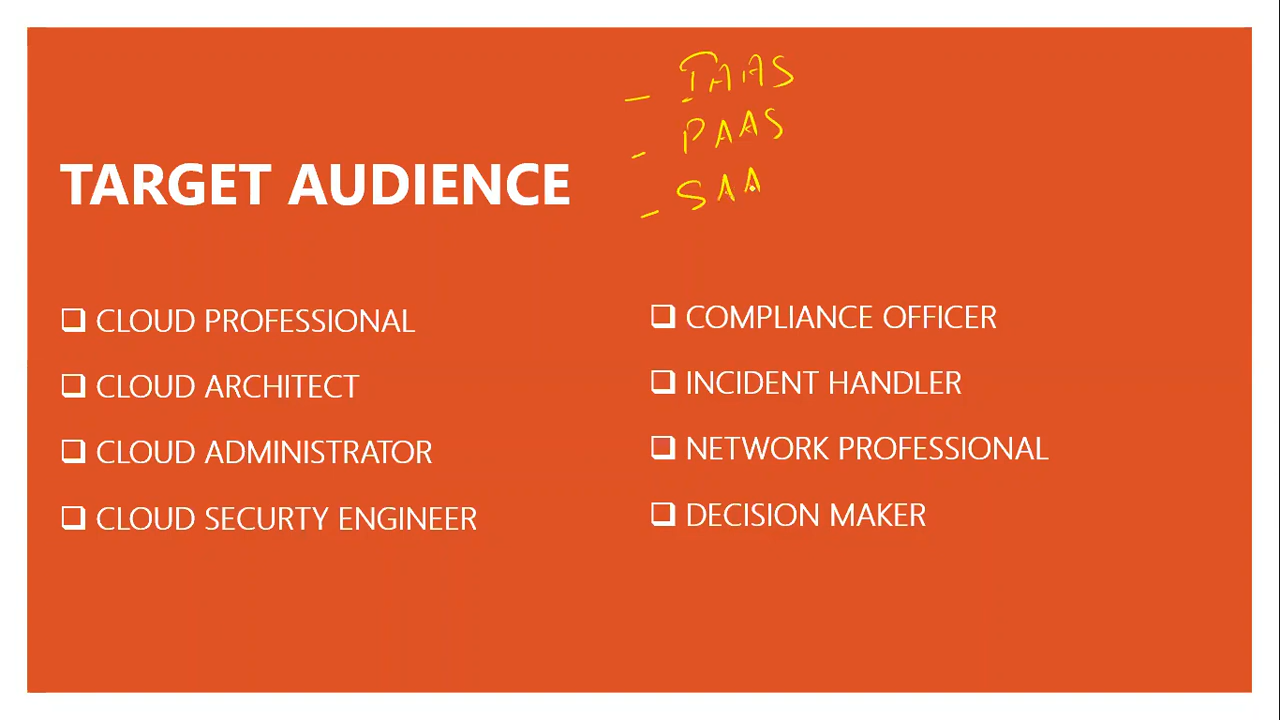 - IAAS
- PAAS
- SAA
TARGET AUDIENCE
❑ CLOUD PROFESSIONAL
❑ CLOUD ARCHITECT
❑ CLOUD ADMINISTRATOR
❑ CLOUD SECURTY ENGINEER
❑ COMPLIANCE OFFICER
❑ INCIDENT HANDLER
❑ NETWORK PROFESSIONAL
❑ DECISION MAKER